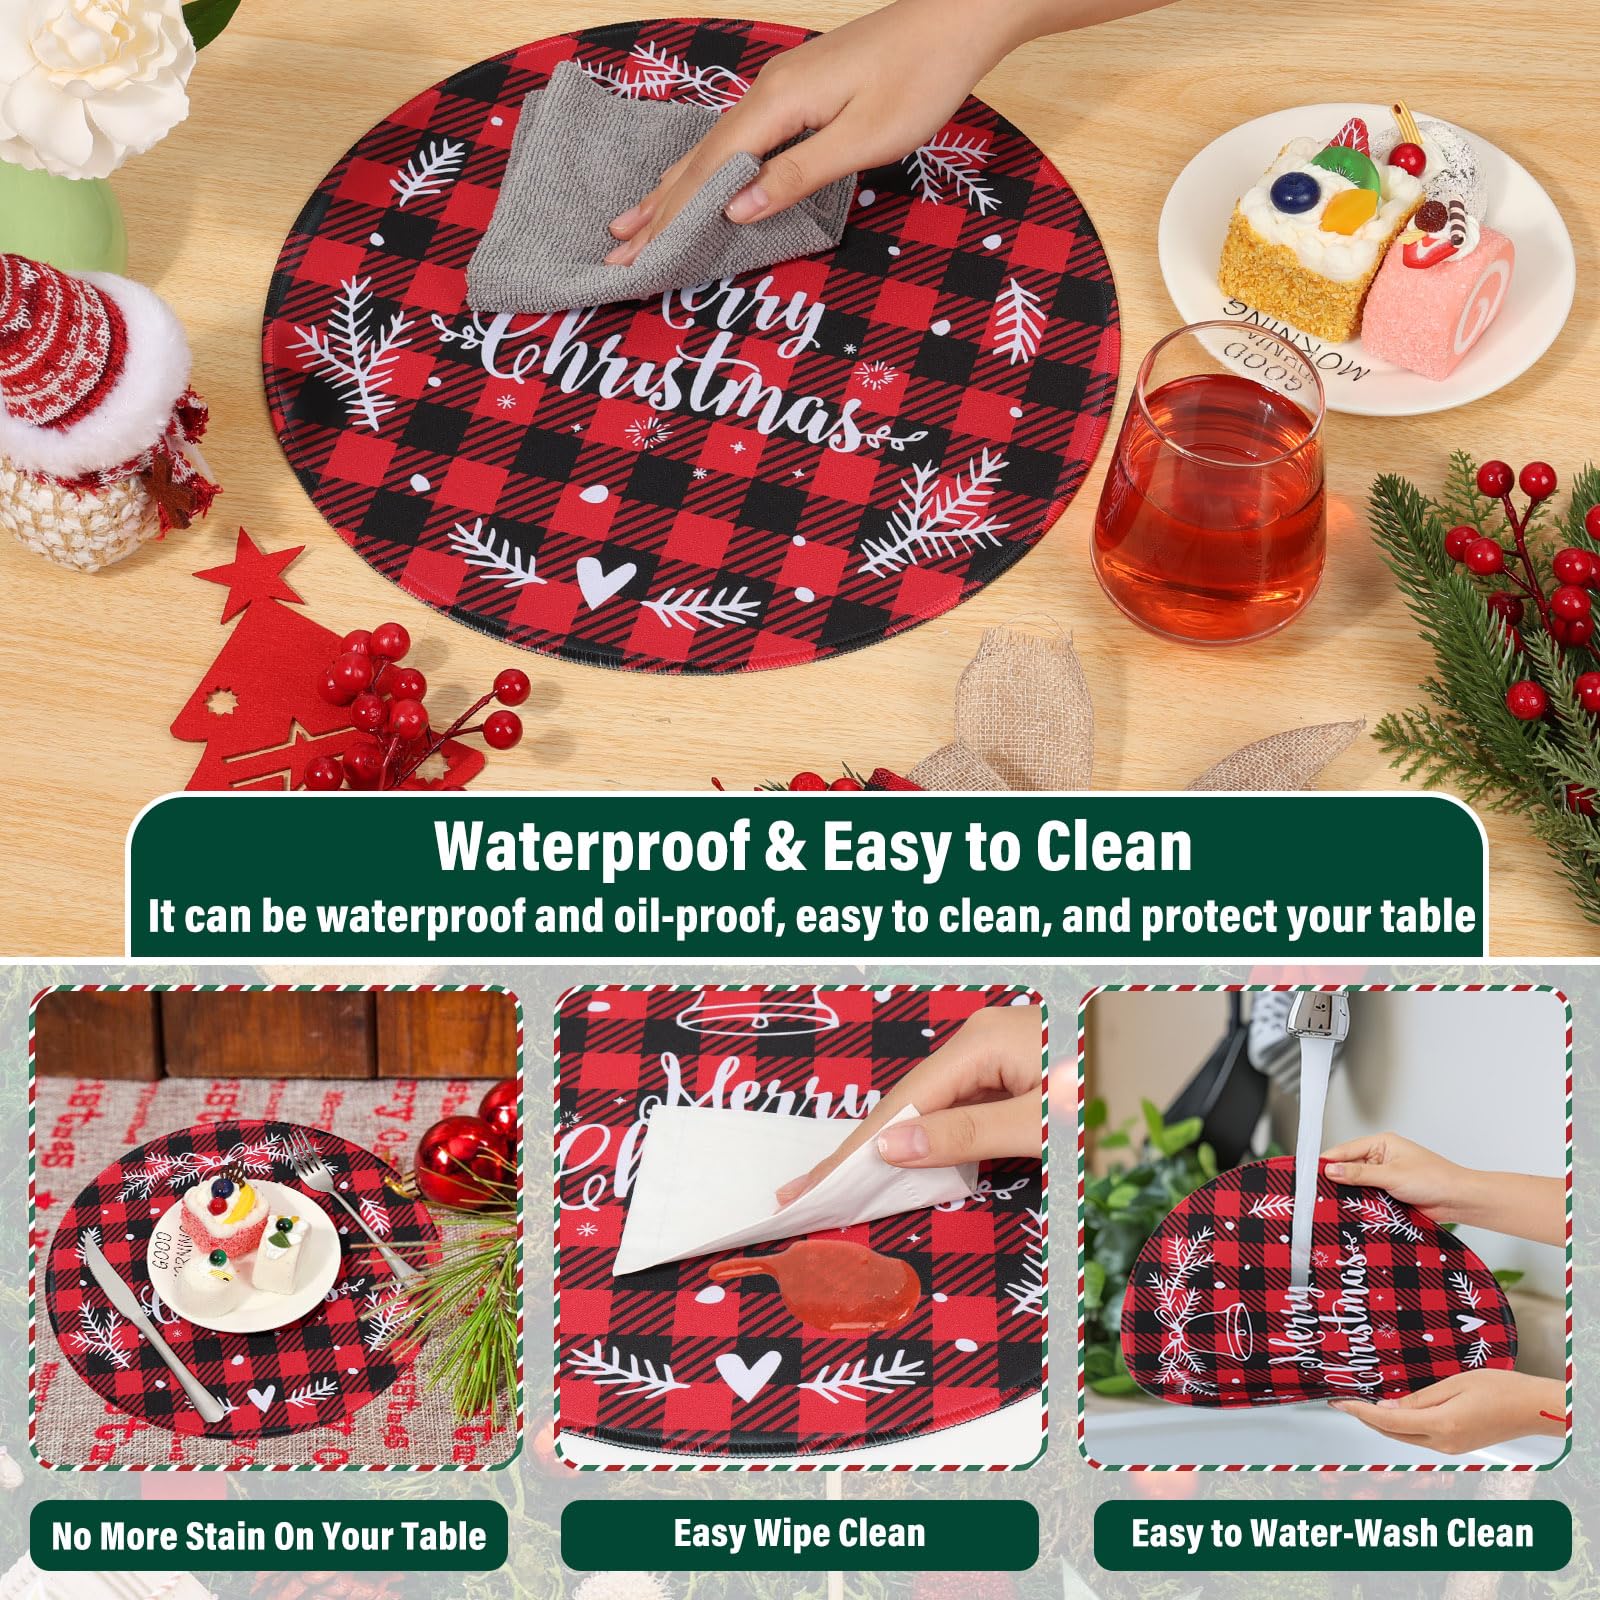 Merry
Christmas
GOOD
MORNING
Waterproof & Easy to Clean
It can be waterproof and oil-proof, easy to clean, and protect your table
GOOD
Merry
Merry
Christmas
No More Stain On Your Table
Easy Wipe Clean
Easy to Water-Wash Clean